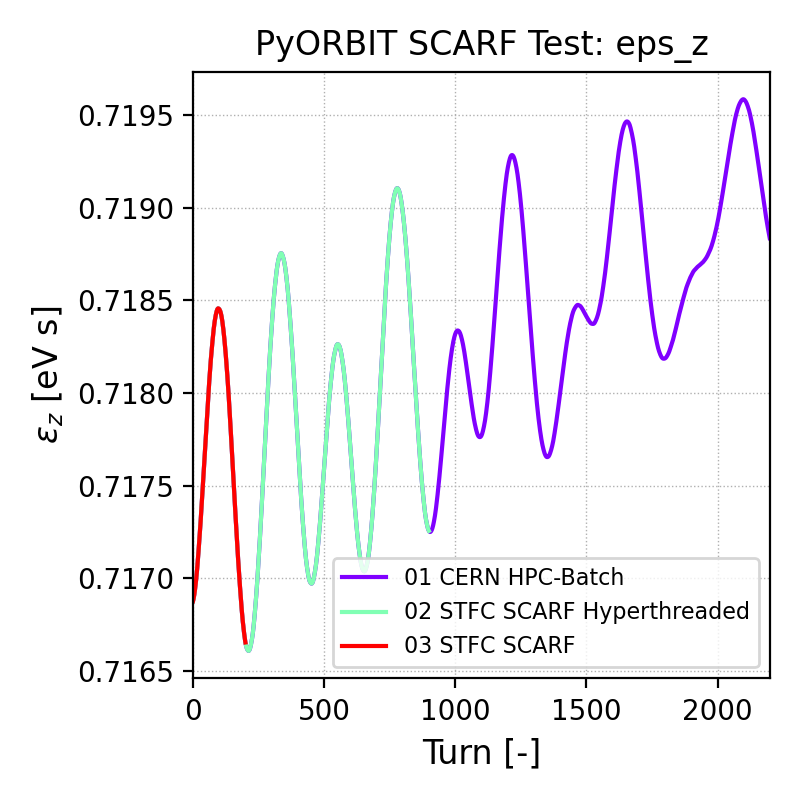 PyORBIT SCARF Test: eps_z
0.7195
0.7190
0.7185
0.7180
0.7175
0.7170
0.7165
ε_z [eV s]
01 CERN HPC-Batch
02 STFC SCARF Hyperthreaded
03 STFC SCARF
0 500 1000 1500 2000
Turn [-]